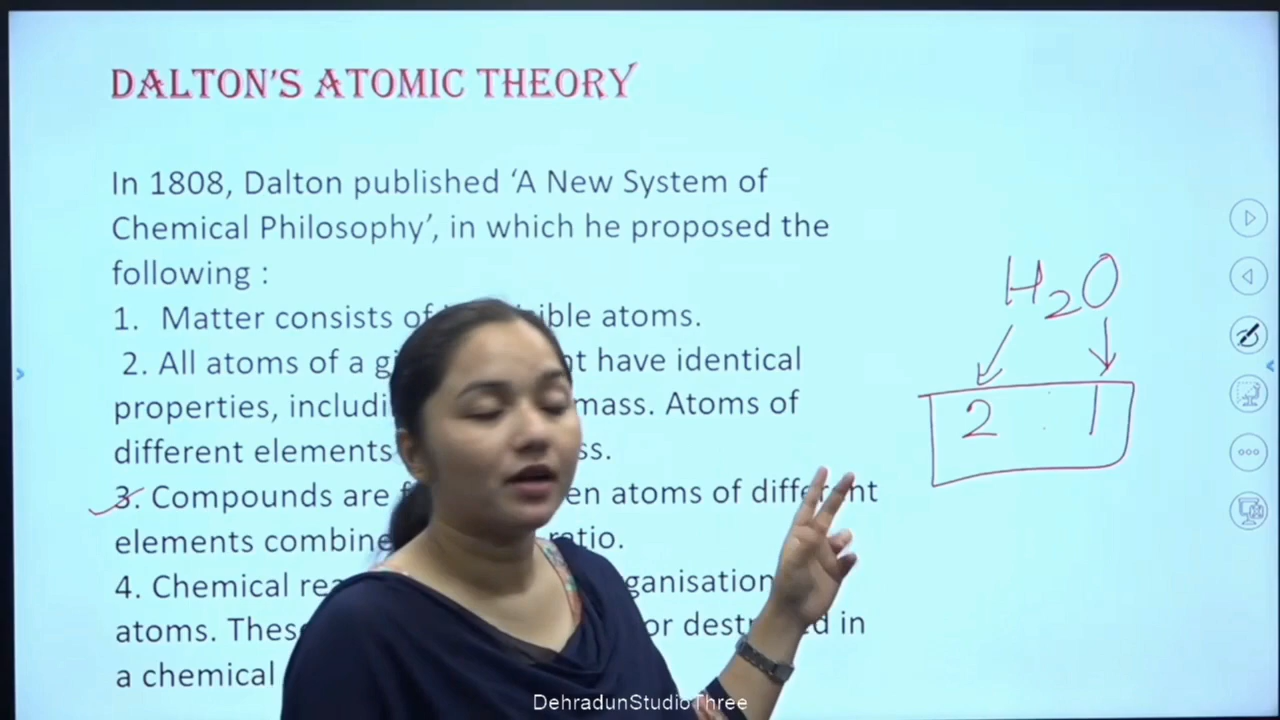 DALTON'S ATOMIC THEORY
In 1808, Dalton published ‘A New System of
Chemical Philosophy’, in which he proposed the
following :
1. Matter consists of ible atoms.
2. All atoms of a gi t have identical
properties, includi mass. Atoms of
different elements ss.
3. Compounds are f en atoms of different
elements combine ratio.
4. Chemical rea ganisation
atoms. These or destroyed in
a chemical
H2O
2 1
DehradunStudioThree